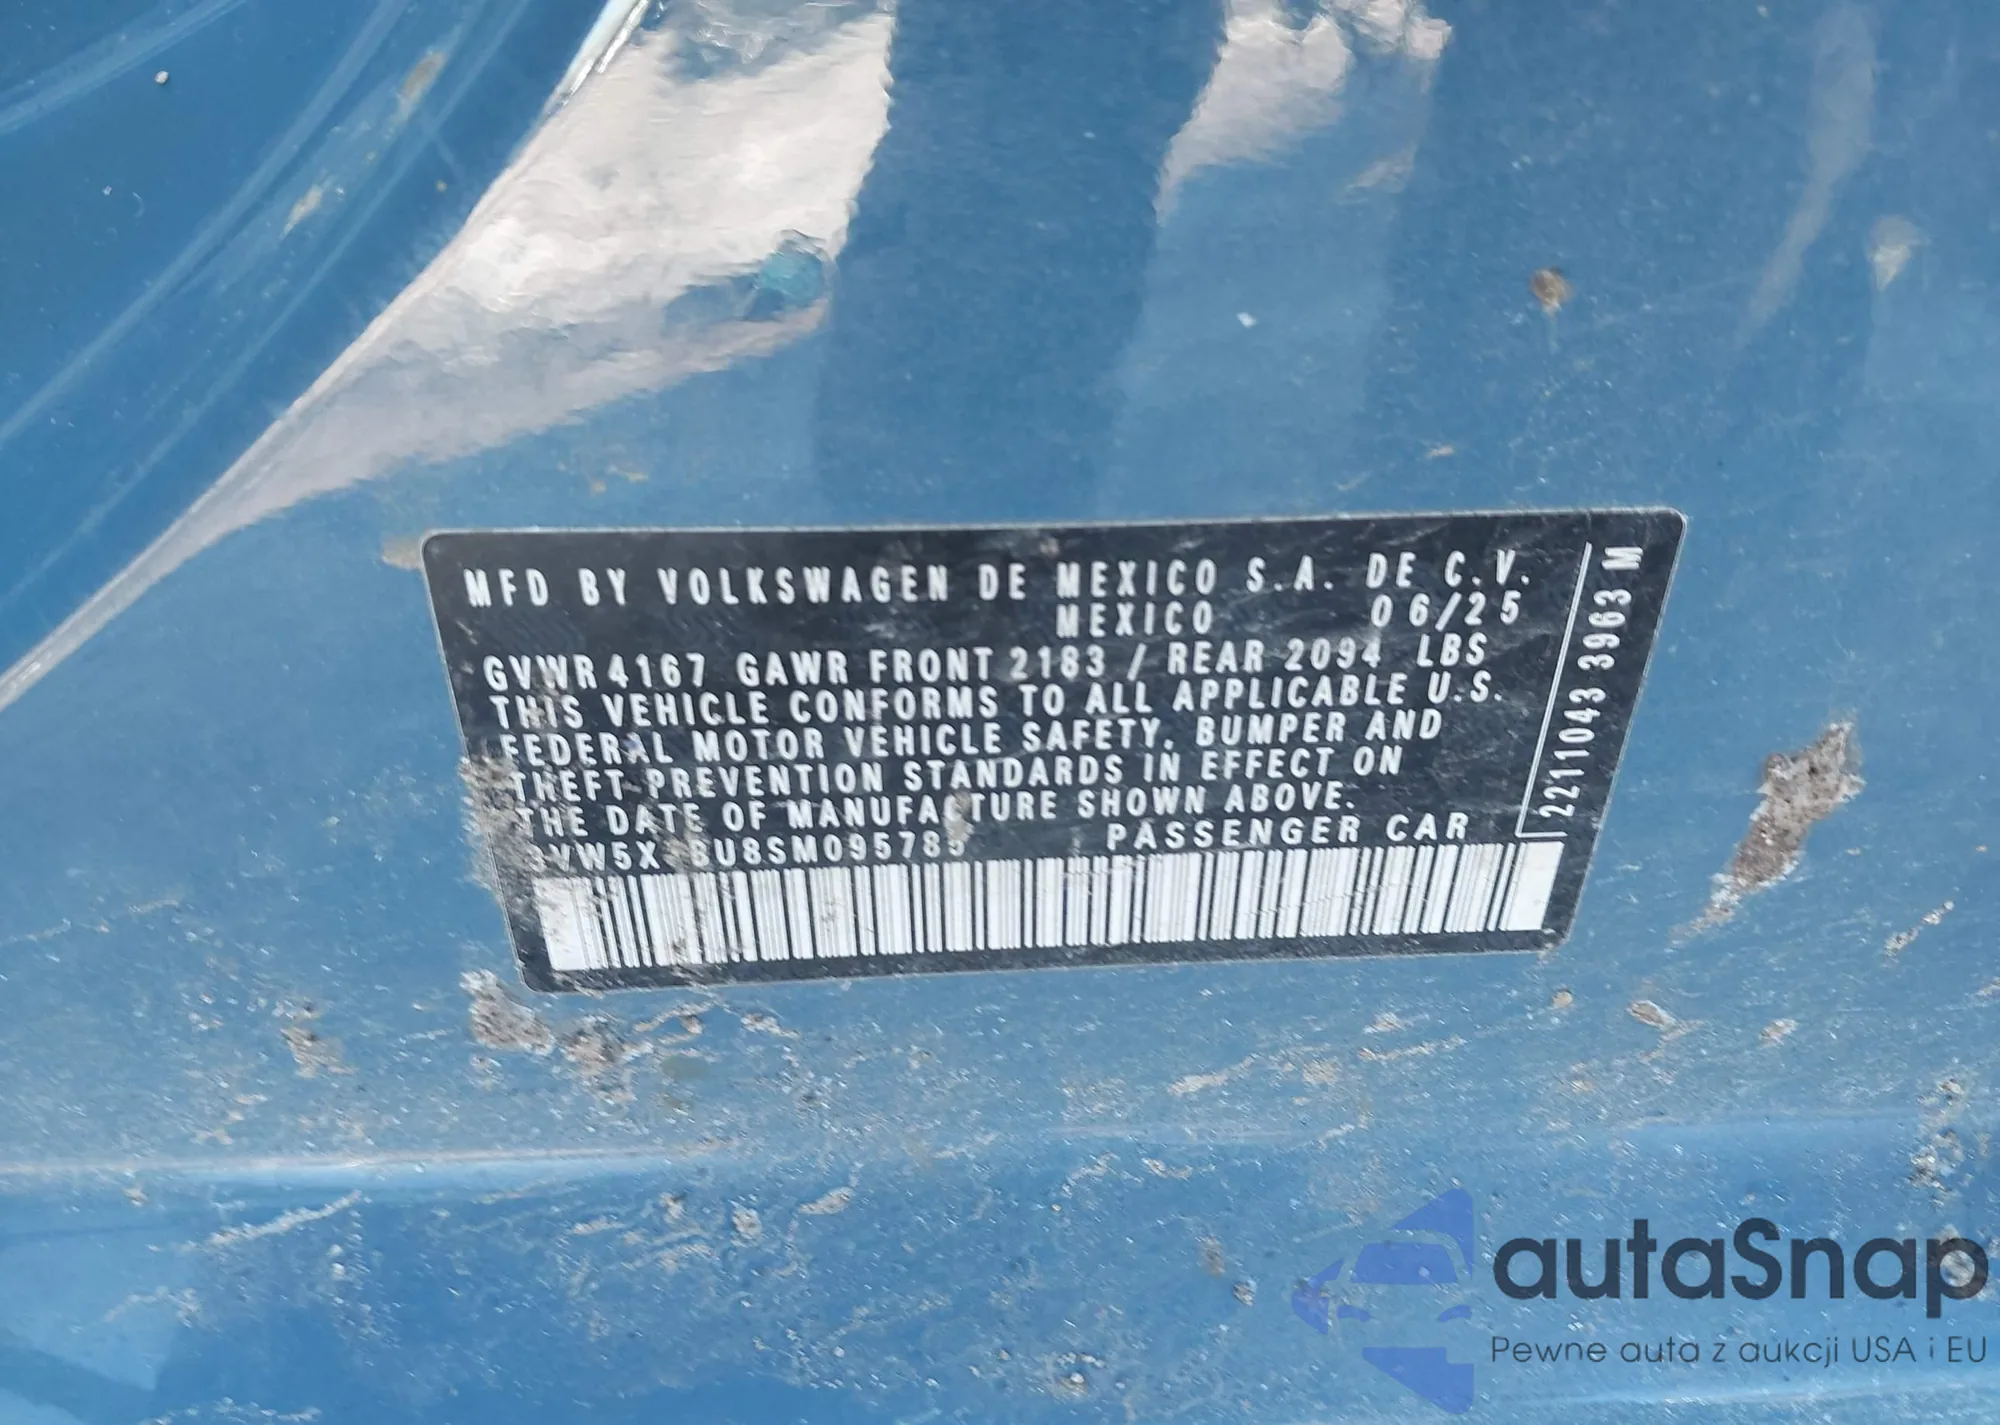 MFD BY VOLKSWAGEN DE MEXICO S.A. DE C.V.
MEXICO 06/25
GVWR 4167 GAWR FRONT 2183 / REAR 2094 LBS
THIS VEHICLE CONFORMS TO ALL APPLICABLE U.S.
FEDERAL MOTOR VEHICLE SAFETY, BUMPER AND
THEFT PREVENTION STANDARDS IN EFFECT ON
THE DATE OF MANUFACTURE SHOWN ABOVE.
PASSENGER CAR
2211043 3963 M
autaSnap
Pewne auta z aukcji USA i EU